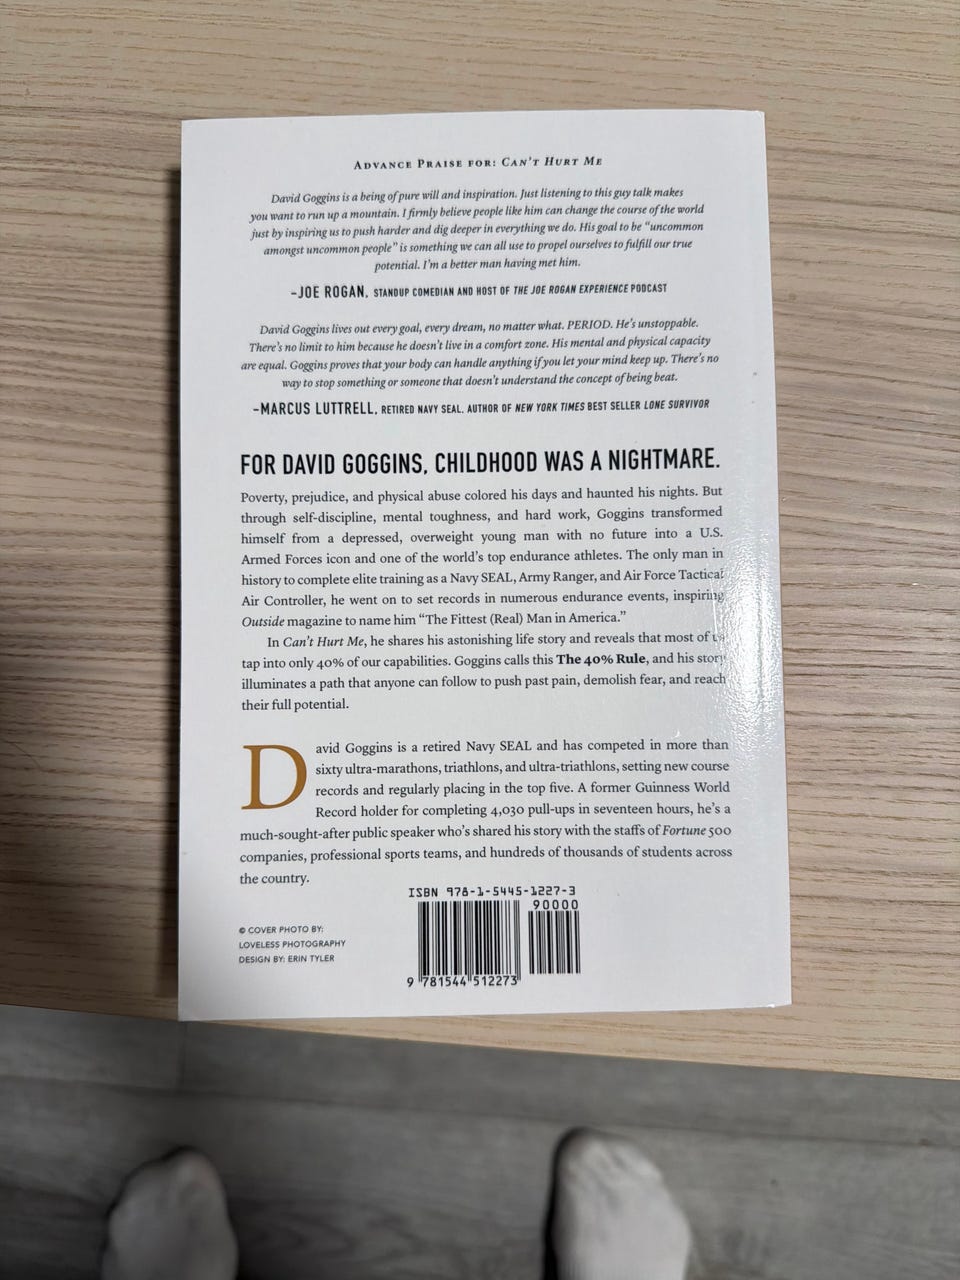 ADVANCE PRAISE FOR: CAN'T HURT ME
David Goggins is a being of pure will and inspiration. Just listening to this guy talk makes
you want to run up a mountain. I firmly believe people like him can change the course of the world
just by inspiring us to push harder and dig deeper in everything we do. His goal to be “uncommon
amongst uncommon people” is something we can all use to propel ourselves to fulfill our true
potential. I'm a better man having met him.
–JOE ROGAN, STANDUP COMEDIAN AND HOST OF THE JOE ROGAN EXPERIENCE PODCAST
David Goggins lives out every goal, every dream, no matter what. PERIOD. He's unstoppable.
There's no limit to him because he doesn't live in a comfort zone. His mental and physical capacity
are equal. Goggins proves that your body can handle anything if you let your mind keep up. There's no
way to stop something or someone that doesn't understand the concept of being beat.
–MARCUS LUTTRELL, RETIRED NAVY SEAL, AUTHOR OF NEW YORK TIMES BEST SELLER LONE SURVIVOR
FOR DAVID GOGGINS, CHILDHOOD WAS A NIGHTMARE.
Poverty, prejudice, and physical abuse colored his days and haunted his nights. But
through self-discipline, mental toughness, and hard work, Goggins transformed
himself from a depressed, overweight young man with no future into a U.S.
Armed Forces icon and one of the world's top endurance athletes. The only man in
history to complete elite training as a Navy SEAL, Army Ranger, and Air Force Tactical
Air Controller, he went on to set records in numerous endurance events, inspiring
Outside magazine to name him “The Fittest (Real) Man in America.”
In Can't Hurt Me, he shares his astonishing life story and reveals that most of us
tap into only 40% of our capabilities. Goggins calls this The 40% Rule, and his story
illuminates a path that anyone can follow to push past pain, demolish fear, and reach
their full potential.
David Goggins is a retired Navy SEAL and has competed in more than
sixty ultra-marathons, triathlons, and ultra-triathlons, setting new course
records and regularly placing in the top five. A former Guinness World
Record holder for completing 4,030 pull-ups in seventeen hours, he's a
much-sought-after public speaker who's shared his story with the staffs of Fortune 500
companies, professional sports teams, and hundreds of thousands of students across
the country.
© COVER PHOTO BY:
LOVELESS PHOTOGRAPHY
DESIGN BY: ERIN TYLER
ISBN 978-1-5445-1227-3
90000
9 781544 512273